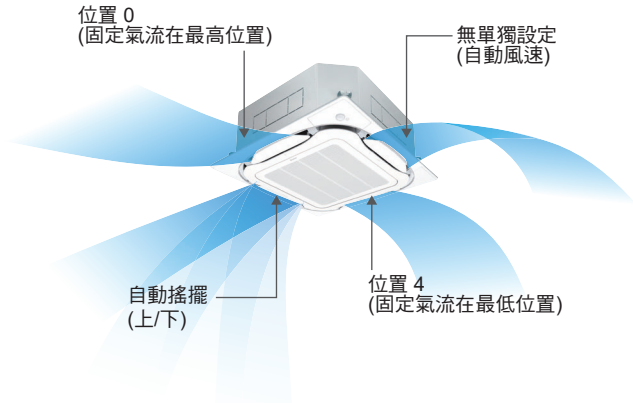 位置 0
(固定氣流在最高位置)
無單獨設定
(自動風速)
自動搖擺
(上/下)
位置 4
(固定氣流在最低位置)